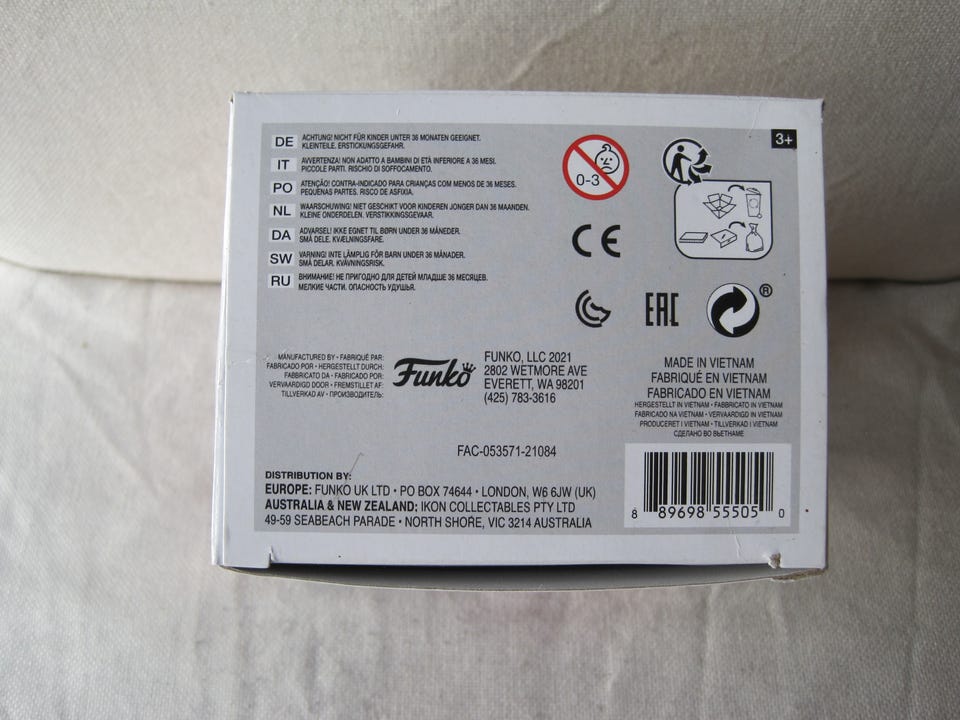 DE ACHTUNG! NICHT FÜR KINDER UNTER 36 MONATEN GEEIGNET.
KLEINTEILE. ERSTICKUNGSGEFAHR.
IT AVVERTENZA! NON ADATTO A BAMBINI DI ETÀ INFERIORE A 36 MESI.
PICCOLE PARTI. RISCHIO DI SOFFOCAMENTO.
PO ATENÇÃO! CONTRA-INDICADO PARA CRIANÇAS COM MENOS DE 36 MESES.
PEQUENAS PARTES. RISCO DE ASFIXIA.
NL WAARSCHUWING! NIET GESCHIKT VOOR KINDEREN JONGER DAN 36 MAANDEN.
KLEINE ONDERDELEN. VERSTIKKINGSGEVAAR.
DA ADVARSEL! IKKE EGNET TIL BØRN UNDER 36 MÅNEDER.
SMÅ DELE. KVÆLNINGSFARE.
SW VARNING! INTE LÄMPLIG FÖR BARN UNDER 36 MÅNADER.
SMÅ DELAR. KVÄVNINGSRISK.
RU ВНИМАНИЕ! НЕ ПРИГОДНО ДЛЯ ДЕТЕЙ МЛАДШЕ 36 МЕСЯЦЕВ.
МЕЛКИЕ ЧАСТИ. ОПАСНОСТЬ УДУШЬЯ.
0-3
3+
CE
EAC
®
MANUFACTURED BY • FABRIQUÉ PAR:
FABRICADO POR • HERGESTELLT DURCH:
FABBRICATO DA • FABRICADO POR:
VERVAARDIGD DOOR • FREMSTILLET AF:
TILLVERKAD AV • ПРОИЗВОДИТЕЛЬ:
Funko
FUNKO, LLC 2021
2802 WETMORE AVE
EVERETT, WA 98201
(425) 783-3616
MADE IN VIETNAM
FABRIQUÉ EN VIETNAM
FABRICADO EN VIETNAM
HERGESTELLT IN VIETNAM • FABBRICATO IN VIETNAM
FABRICADO NA VIETNAM • VERVAARDIGD IN VIETNAM
PRODUCERET I VIETNAM • TILLVERKAD I VIETNAM
СДЕЛАНО ВО ВЬЕТНАМЕ
FAC-053571-21084
DISTRIBUTION BY:
EUROPE: FUNKO UK LTD • PO BOX 74644 • LONDON, W6 6JW (UK)
AUSTRALIA & NEW ZEALAND: IKON COLLECTABLES PTY LTD
49-59 SEABEACH PARADE • NORTH SHORE, VIC 3214 AUSTRALIA
8 89698 55505 0